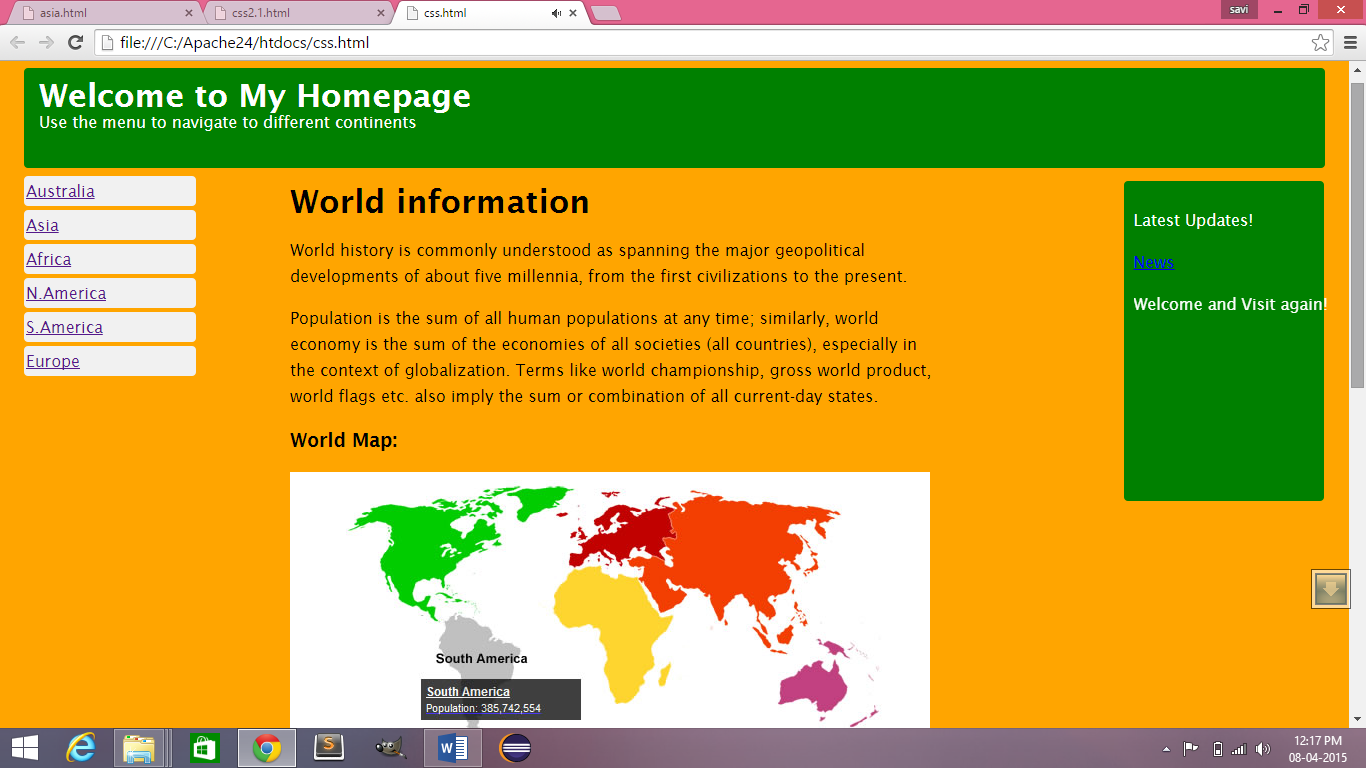 asia.html
css2.1.html
css.html
savi
file:///C:/Apache24/htdocs/css.html
Welcome to My Homepage
Use the menu to navigate to different continents
Australia
Asia
Africa
N.America
S.America
Europe
World information
World history is commonly understood as spanning the major geopolitical
developments of about five millennia, from the first civilizations to the present.
Population is the sum of all human populations at any time; similarly, world
economy is the sum of the economies of all societies (all countries), especially in
the context of globalization. Terms like world championship, gross world product,
world flags etc. also imply the sum or combination of all current-day states.
World Map:
South America
South America
Population: 385,742,554
Latest Updates!
News
Welcome and Visit again!
12:17 PM
08-04-2015